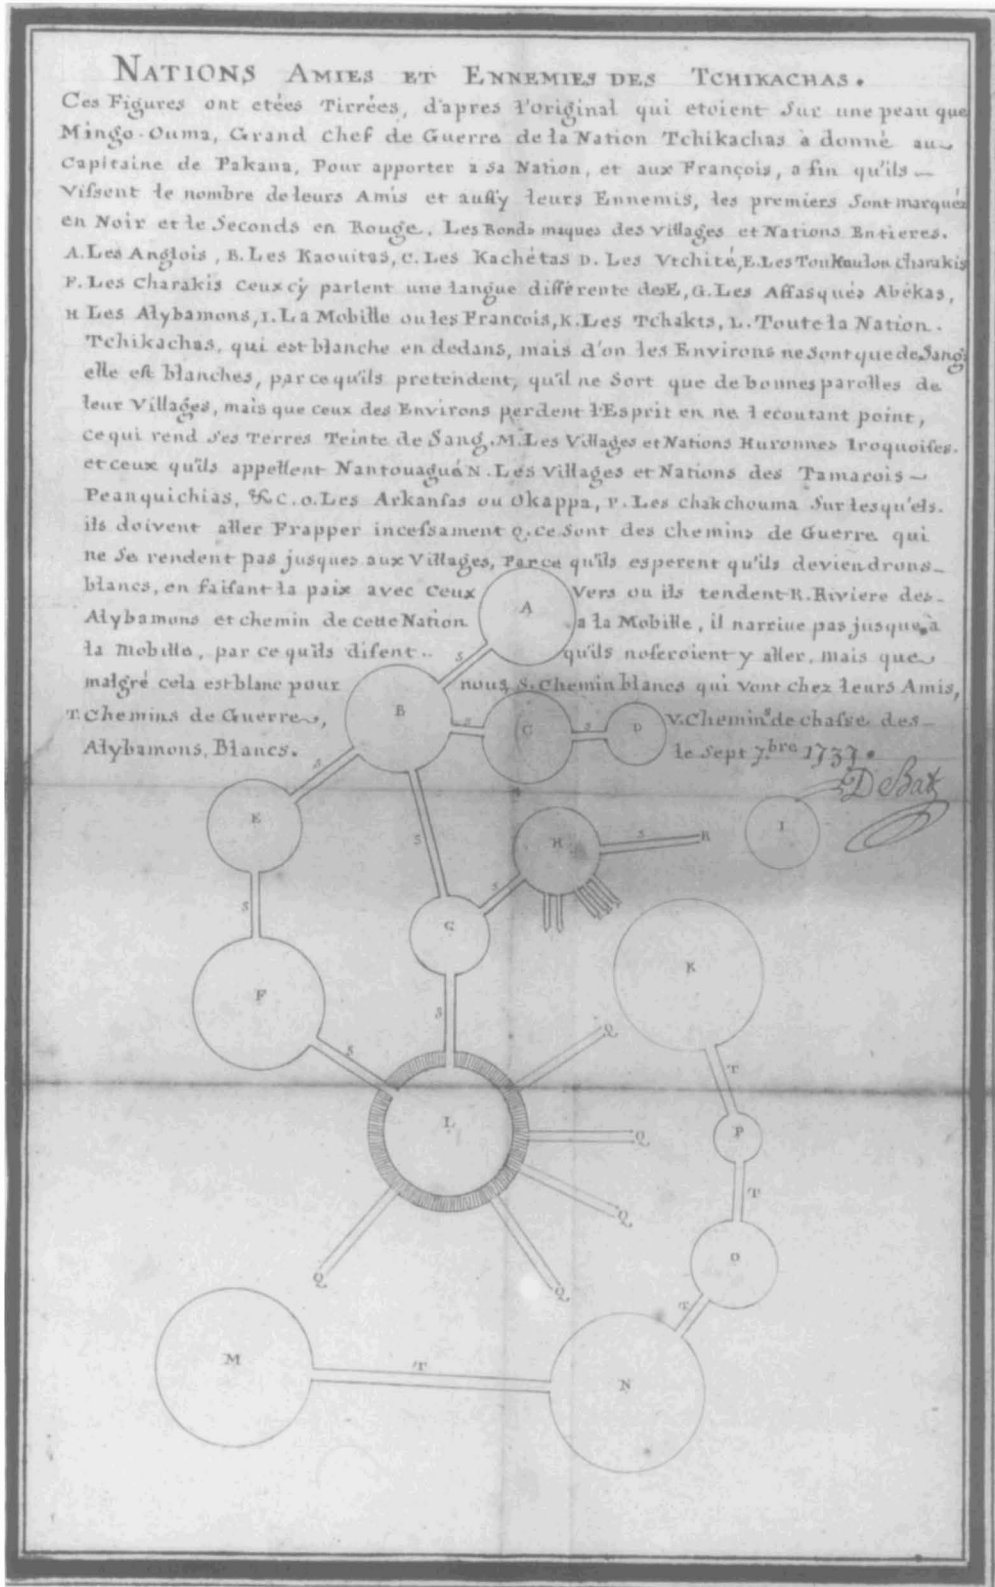 NATIONS AMIES ET ENNEMIES DES TCHIKACHAS.
Ces Figures ont etées Tirrées, d'apres l'original qui etoient Sur une peau que
Mingo-Ouma, Grand Chef de Guerre de la Nation Tchikachas a donné au
Capitaine de Pakana, Pour apporter a Sa Nation, et aux François, a fin qu'ils
Vissent le nombre de leurs Amis et aussy leurs Ennemis, les premiers Sont marqués
en Noir et le Seconds en Rouge. Les Ronds maques des Villages et Nations Entieres.
A. Les Anglois, B. Les Kaouitas, C. Les Kachétas D. Les Vtchité, E. Les Toukaulou Charakis
F. Les Charakis Ceux cy parlent une langue différente des E, G. Les Affasqués Abékas,
H Les Alybamons, I. La Mobille ou les Francois, K. Les Tchakts, L. Toute la Nation.
Tchikachas, qui est blanche en dedans, mais d'on les Environs ne Sont que de Sang;
elle est blanches, par ce qu'ils pretendent, qu'il ne Sort que de bonnes parolles de
leur Villages, mais que ceux des Environs perdent l'Esprit en ne l ecoutant point,
ce qui rend Ses Terres Teinte de Sang. M. Les Villages et Nations Huronnes Iroquoises.
et ceux qu'ils appellent Nantouagué N. Les Villages et Nations des Tamarois
Peanquichias, &c. O. Les Arkansas ou Okappa, P. Les Chakchouma Sur lesqu'els.
ils doivent aller Frapper incessament Q. Ce Sont des Chemins de Guerre qui
ne Se rendent pas jusques aux Villages, Par ce qu'ils esperent qu'ils deviendrons
blancs, en faisant la paix avec Ceux Vers ou ils tendent R. Riviere des
Alybamons et chemin de cette Nation a la Mobille, il narriue pas jusque a
la Mobille, par ce qu'ils disent.. qu'ils noseroient y aller, mais que
malgré cela est blanc pour nous, S. Chemin blancs qui vont chez leurs Amis,
T. Chemins de Guerre, V. Chemins de chasse des
Alybamons, Blancs. le Sept 7.bre 1737.
De Batz
A
S
B
S
C
S
D
S
E
S
H
S
R
I
S
S
G
F
S
S
K
Q
T
L
Q
P
T
Q
O
Q
Q
T
M
T
N